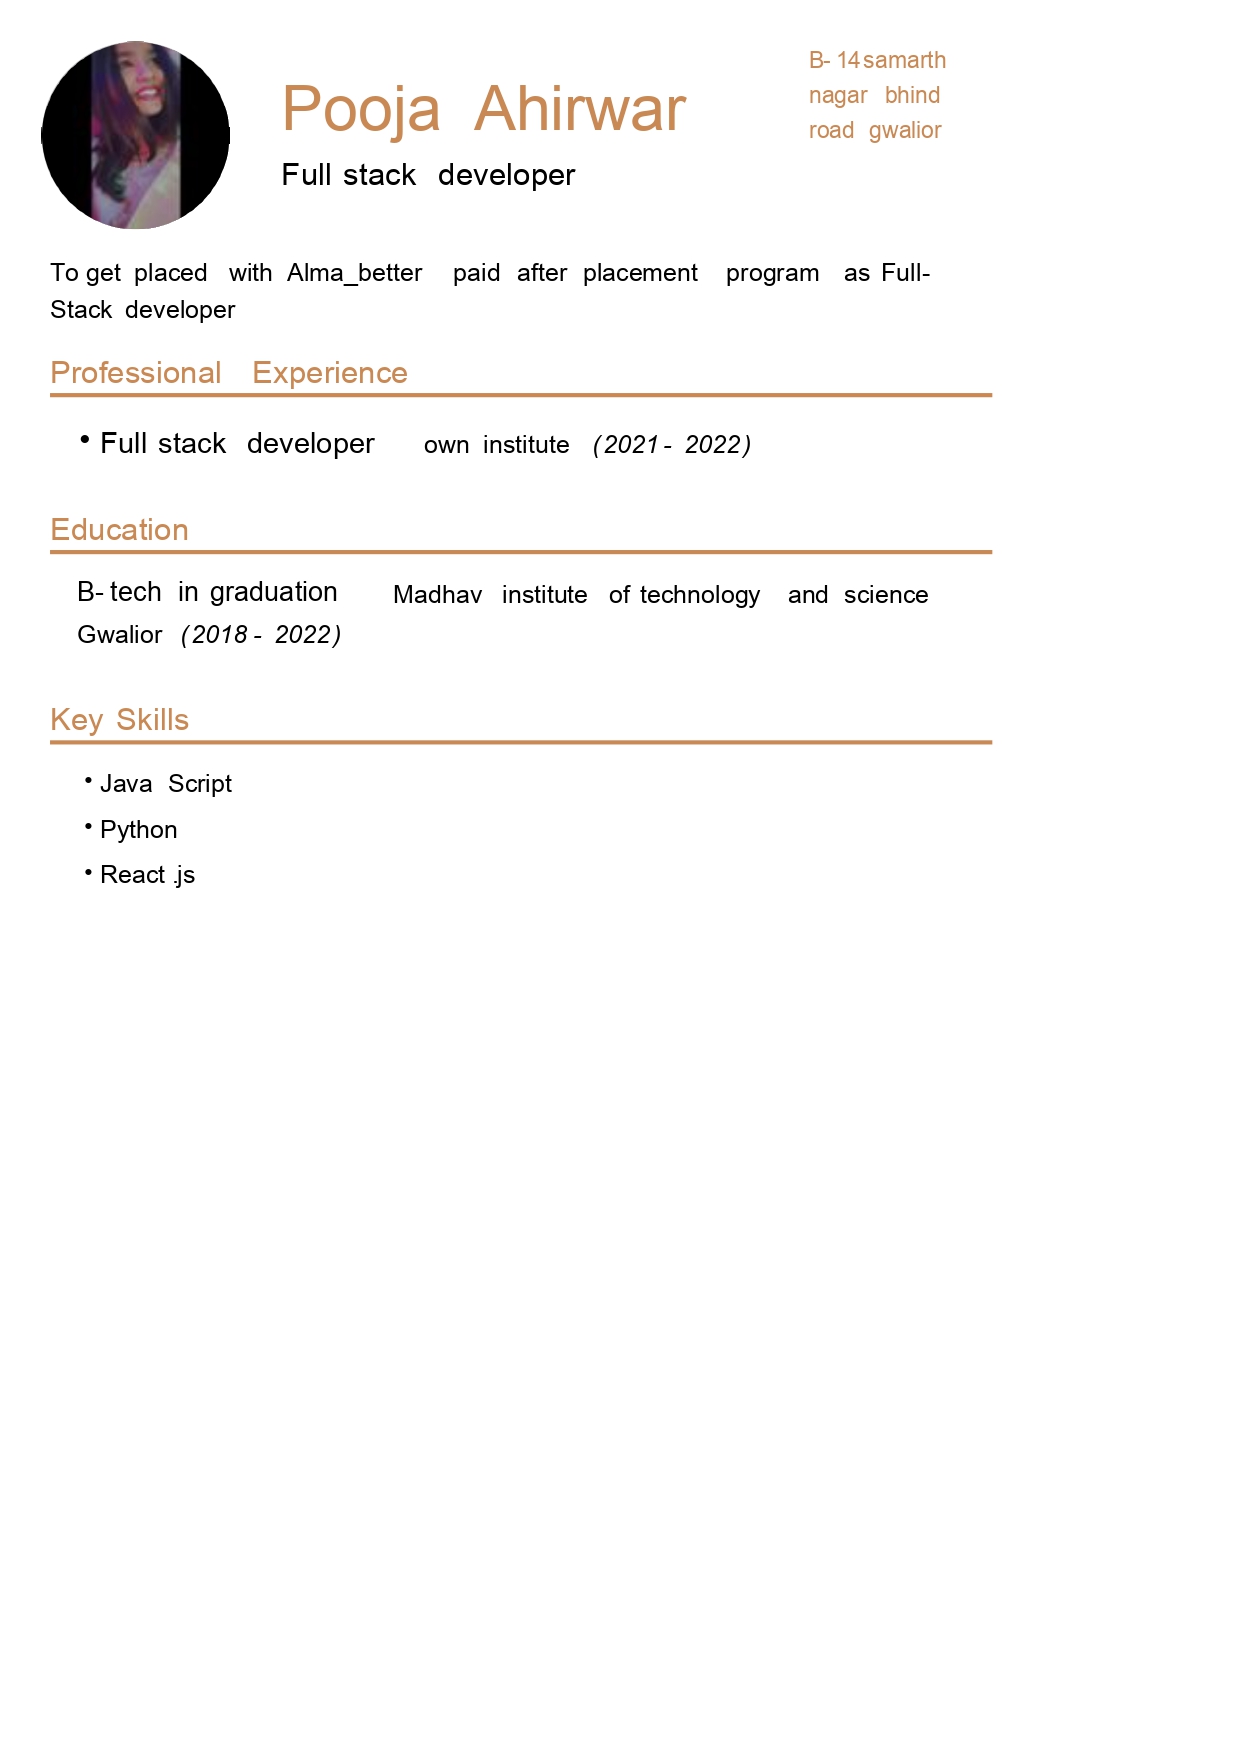 Pooja Ahirwar
Full stack developer
B- 14 samarth
nagar bhind
road gwalior
To get placed with Alma_better paid after placement program as Full-
Stack developer
Professional Experience
• Full stack developer own institute (2021 - 2022)
Education
B- tech in graduation Madhav institute of technology and science
Gwalior (2018 - 2022)
Key Skills
• Java Script
• Python
• React .js